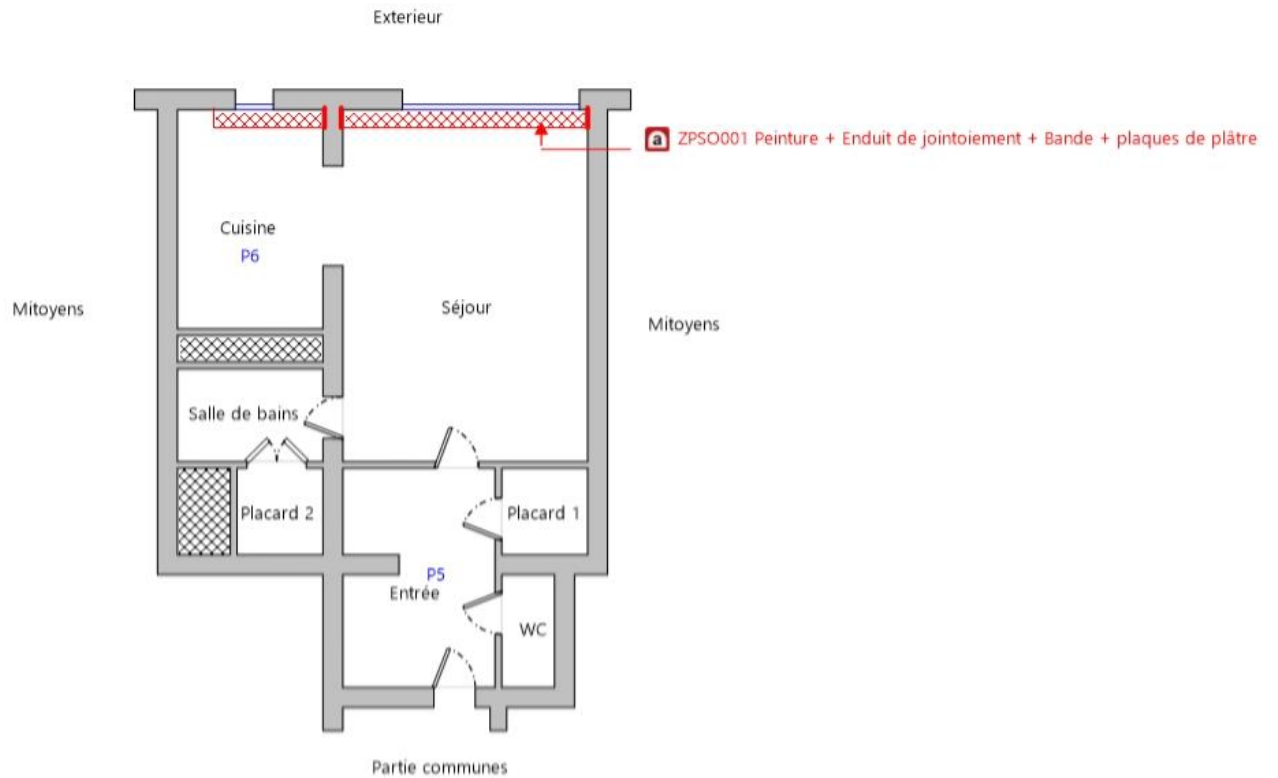 Exterieur
a ZPSO001 Peinture + Enduit de jointoiement + Bande + plaques de plâtre
Cuisine
P6
Mitoyens
Séjour
Mitoyens
Salle de bains
Placard 2
Placard 1
P5
Entrée
WC
Partie communes